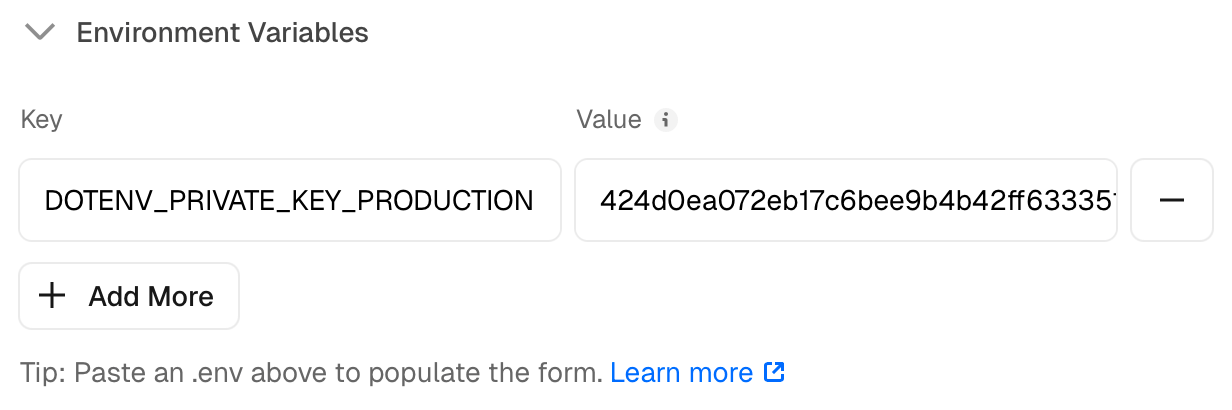 Environment Variables
Key
Value
DOTENV_PRIVATE_KEY_PRODUCTION
424d0ea072eb17c6bee9b4b42ff63335
Add More
Tip: Paste an .env above to populate the form. Learn more